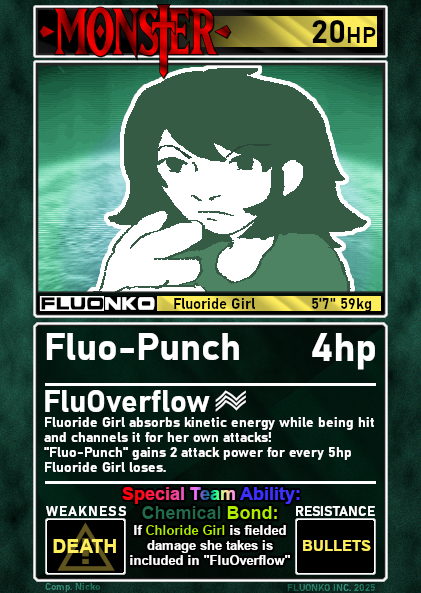 MONSTER
20HP
FLUONKO
Fluoride Girl
5'7" 59kg
Fluo-Punch
4hp
FluOverflow
Fluoride Girl absorbs kinetic energy while being hit
and channels it for her own attacks!
"Fluo-Punch" gains 2 attack power for every 5hp
Fluoride Girl loses.
Special Team Ability:
Chemical Bond:
If Chloride Girl is fielded
damage she takes is
included in "FluOverflow"
WEAKNESS
DEATH
RESISTANCE
BULLETS
Comp. Nicko
FLUONKO INC. 2025